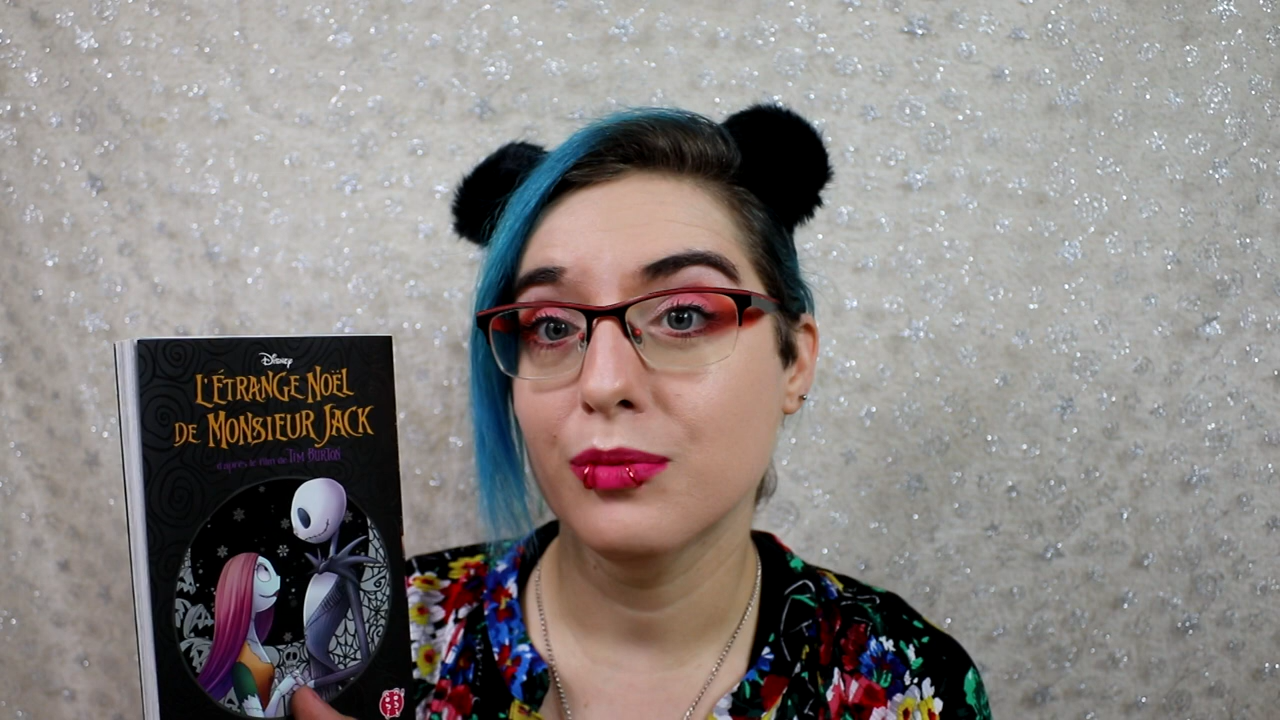 Disney
L'ÉTRANGE NOËL
DE MONSIEUR JACK
d'après le film de TIM BURTON